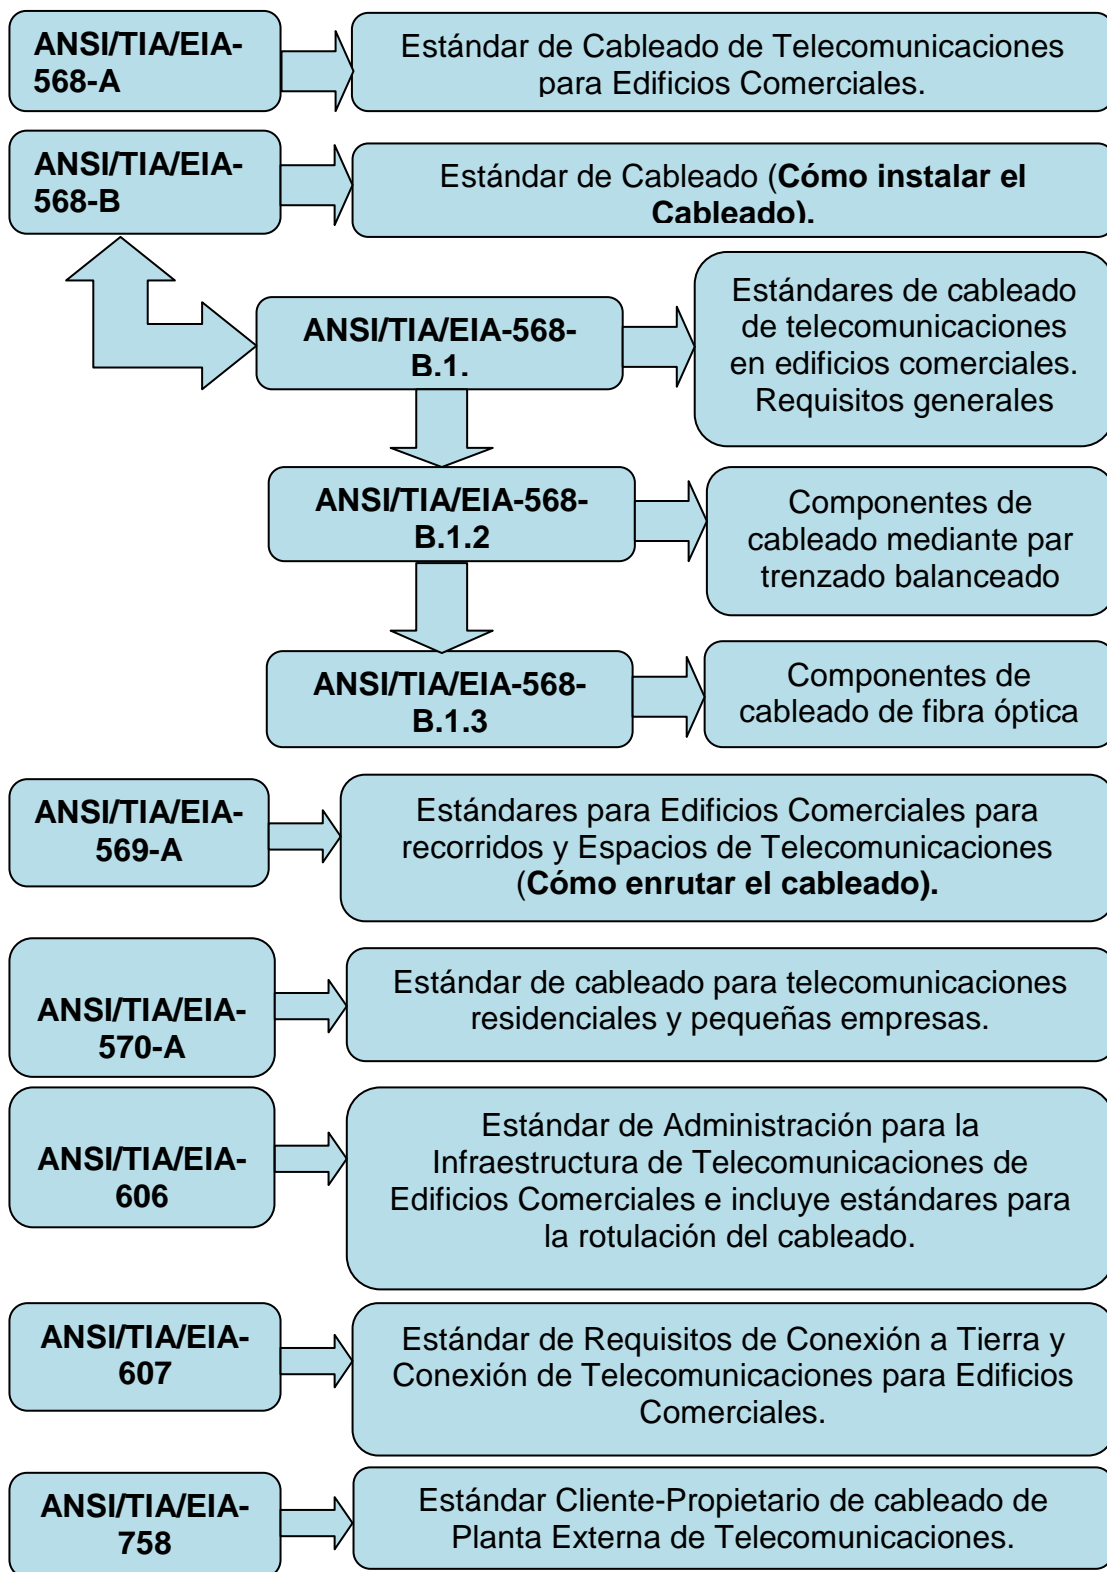 ANSI/TIA/EIA-
568-A
Estándar de Cableado de Telecomunicaciones
para Edificios Comerciales.
ANSI/TIA/EIA-
568-B
Estándar de Cableado (Cómo instalar el
Cableado).
ANSI/TIA/EIA-568-
B.1.
Estándares de cableado
de telecomunicaciones
en edificios comerciales.
Requisitos generales
ANSI/TIA/EIA-568-
B.1.2
Componentes de
cableado mediante par
trenzado balanceado
ANSI/TIA/EIA-568-
B.1.3
Componentes de
cableado de fibra óptica
ANSI/TIA/EIA-
569-A
Estándares para Edificios Comerciales para
recorridos y Espacios de Telecomunicaciones
(Cómo enrutar el cableado).
ANSI/TIA/EIA-
570-A
Estándar de cableado para telecomunicaciones
residenciales y pequeñas empresas.
ANSI/TIA/EIA-
606
Estándar de Administración para la
Infraestructura de Telecomunicaciones de
Edificios Comerciales e incluye estándares para
la rotulación del cableado.
ANSI/TIA/EIA-
607
Estándar de Requisitos de Conexión a Tierra y
Conexión de Telecomunicaciones para Edificios
Comerciales.
ANSI/TIA/EIA-
758
Estándar Cliente-Propietario de cableado de
Planta Externa de Telecomunicaciones.